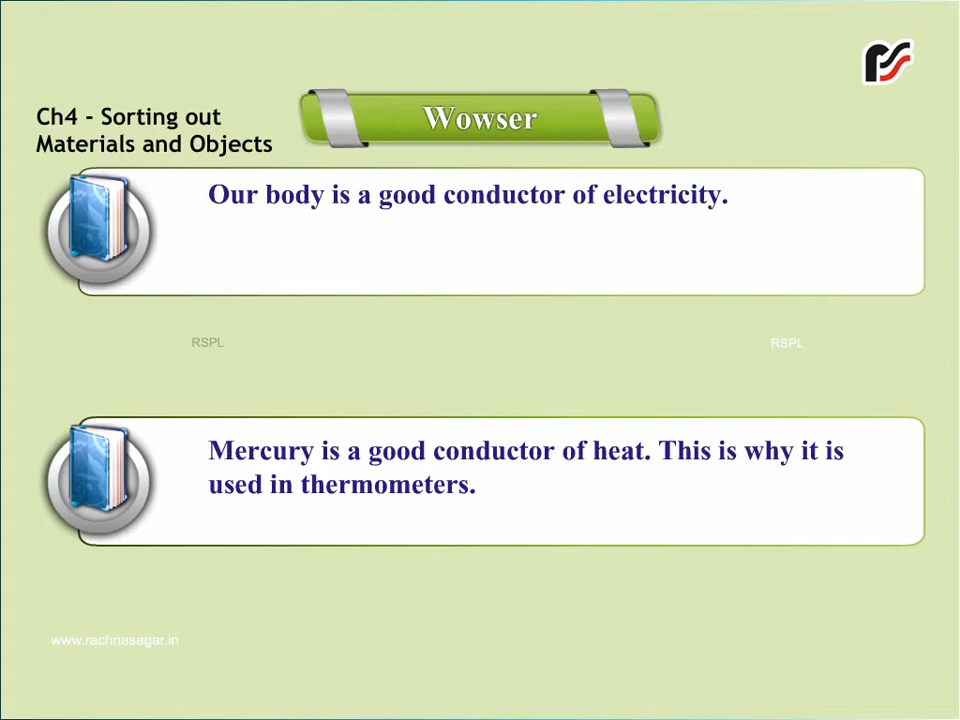 Ch4 - Sorting out
Materials and Objects
Wowser
Our body is a good conductor of electricity.
RSPL
RSPL
Mercury is a good conductor of heat. This is why it is
used in thermometers.
www.rachnasagar.in